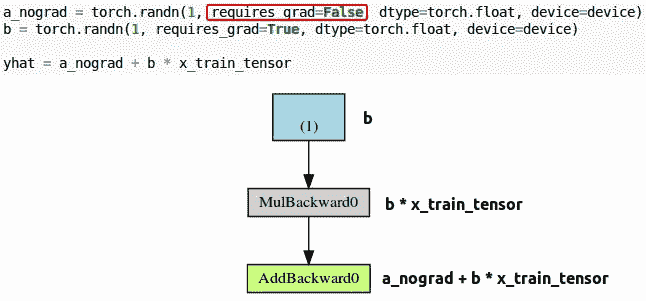 a_nograd = torch.randn(1, requires_grad=False dtype=torch.float, device=device)
b = torch.randn(1, requires_grad=True, dtype=torch.float, device=device)
yhat = a_nograd + b * x_train_tensor
(1) b
MulBackward0 b * x_train_tensor
AddBackward0 a_nograd + b * x_train_tensor